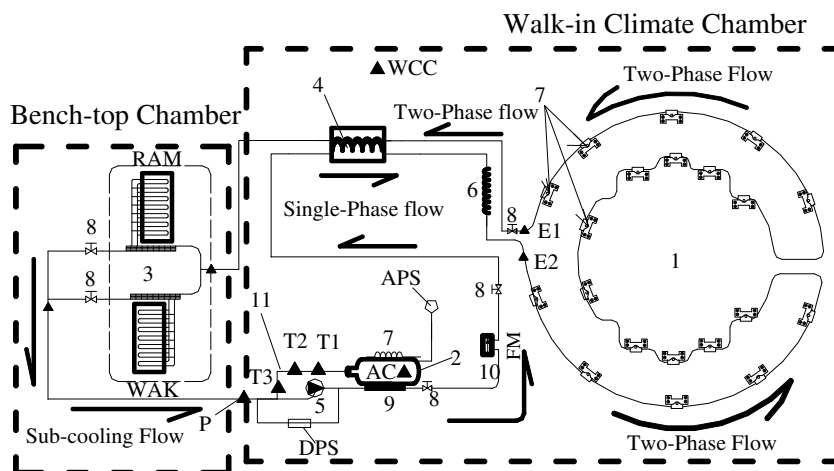 Walk-in Climate Chamber
WCC
4
Two-Phase Flow
7
Two-Phase flow
Bench-top Chamber
RAM
6
Single-Phase flow
8
8
E1
3
E2
1
8
APS
8
11
T2
T1
7
2
FM
AC
10
WAK
T3
5
9
8
P
Sub-cooling Flow
DPS
Two-Phase Flow